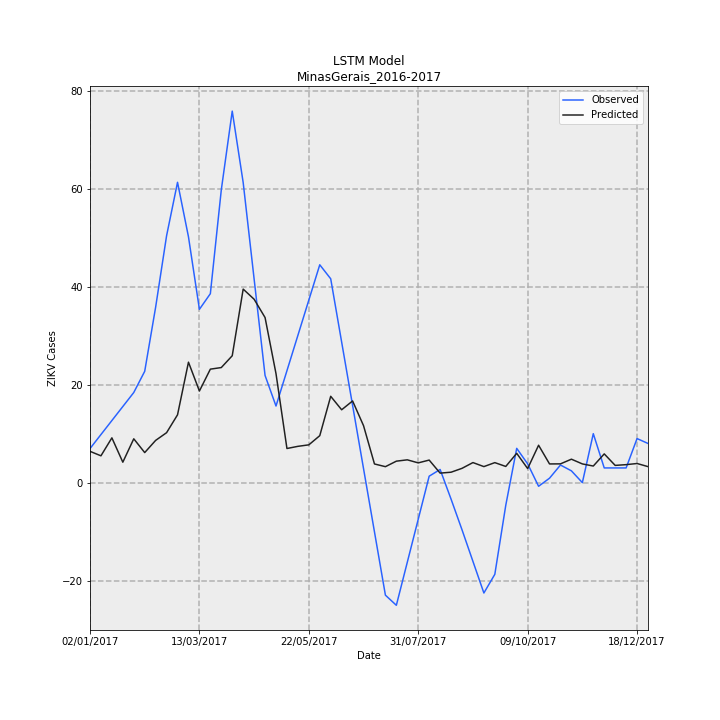 LSTM Model
MinasGerais_2016-2017
Observed
Predicted
80
60
40
20
0
−20
ZIKV Cases
02/01/2017 13/03/2017 22/05/2017 31/07/2017 09/10/2017 18/12/2017
Date